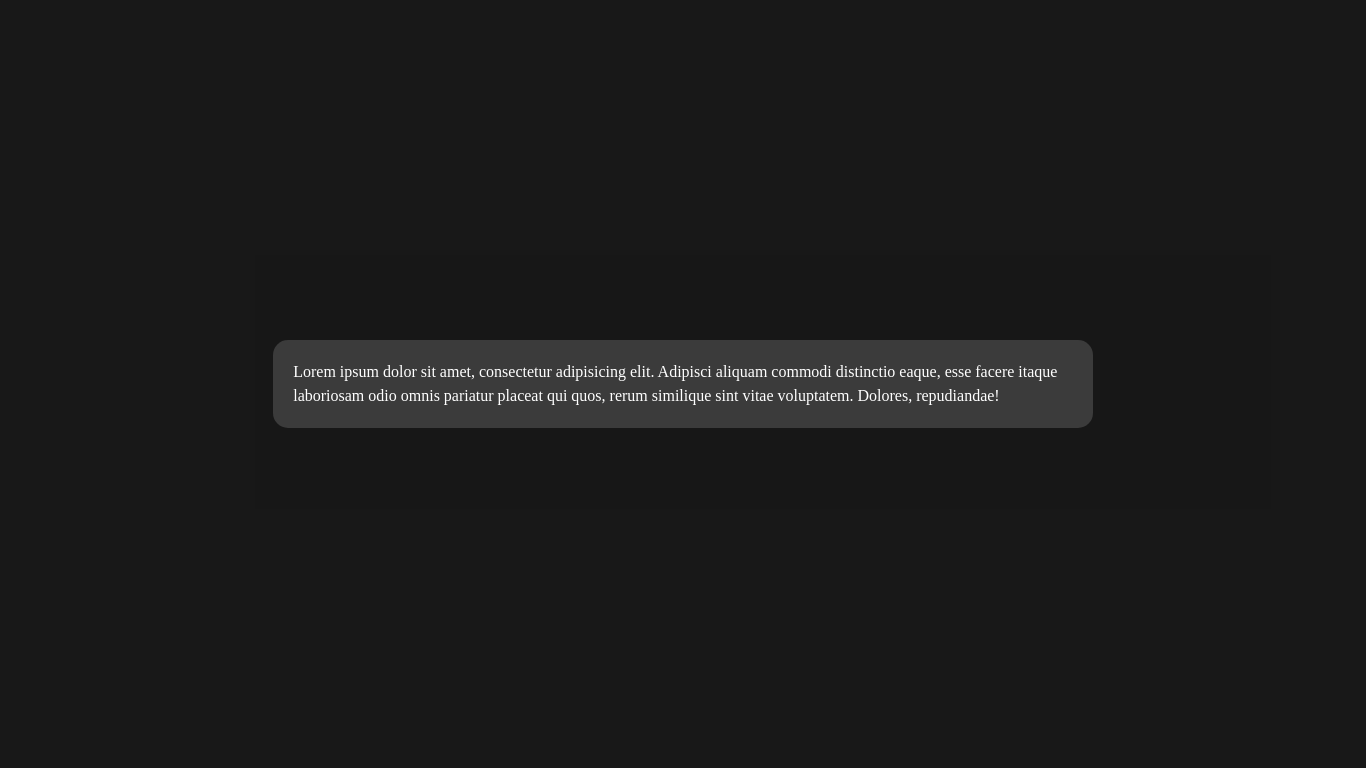 Lorem ipsum dolor sit amet, consectetur adipisicing elit. Adipisci aliquam commodi distinctio eaque, esse facere itaque
laboriosam odio omnis pariatur placeat qui quos, rerum similique sint vitae voluptatem. Dolores, repudiandae!